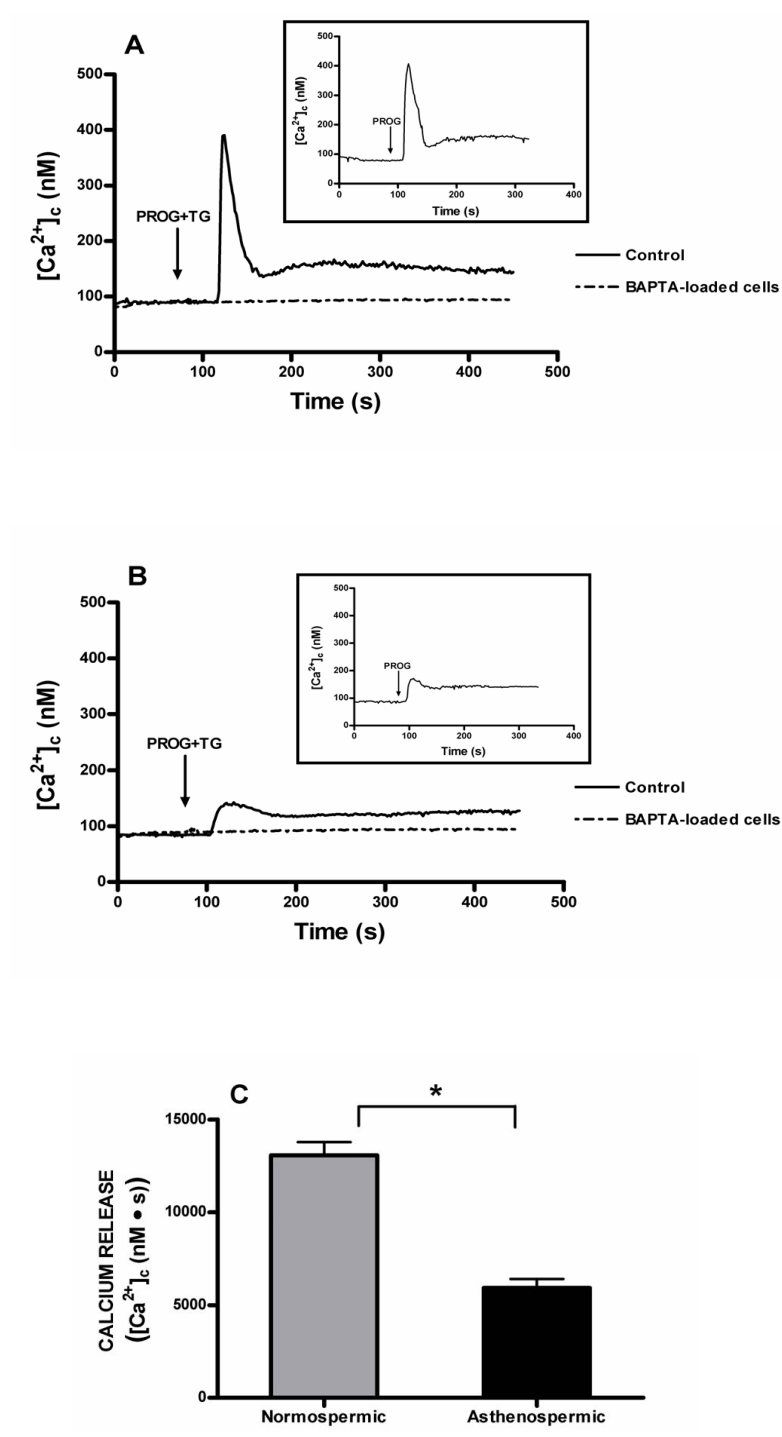 A
500
400
300
200
100
0
[Ca2+]c (nM)
PROG+TG
0 100 200 300 400 500
Time (s)
500
400
300
200
100
0
[Ca2+]c (nM)
PROG
0 100 200 300 400
Time (s)
Control
BAPTA-loaded cells
B
500
400
300
200
100
0
[Ca2+]c (nM)
PROG+TG
0 100 200 300 400 500
Time (s)
500
400
300
200
100
0
[Ca2+]c (nM)
PROG
0 100 200 300 400
Time (s)
Control
BAPTA-loaded cells
C
*
15000
10000
5000
0
CALCIUM RELEASE
([Ca2+]c (nM • s))
Normospermic Asthenospermic